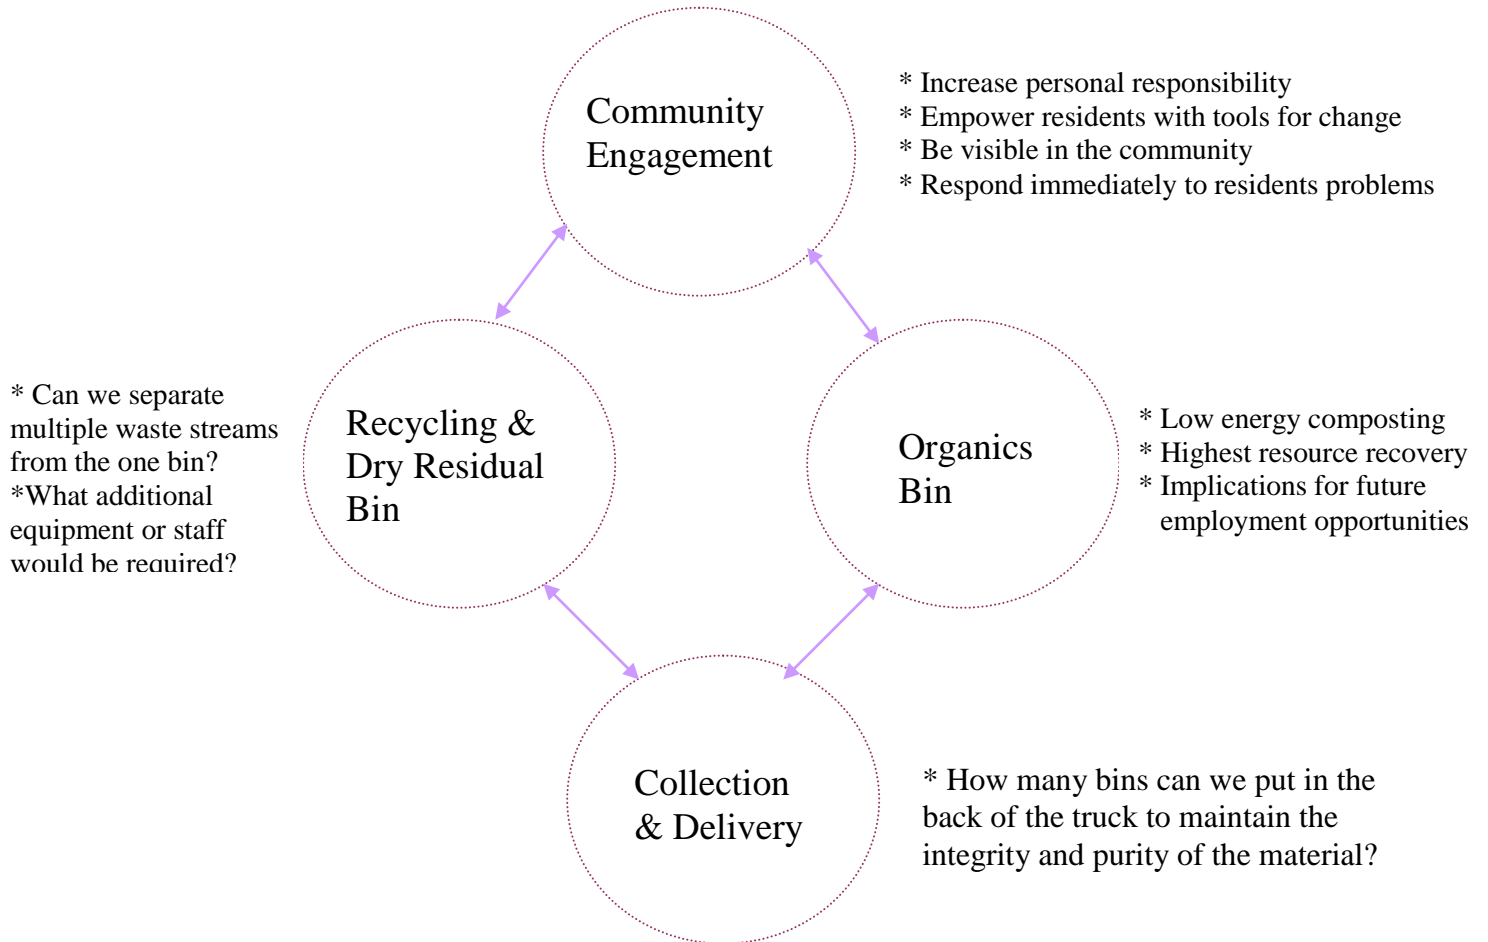 Community
Engagement
* Increase personal responsibility
* Empower residents with tools for change
* Be visible in the community
* Respond immediately to residents problems
* Can we separate
multiple waste streams
from the one bin?
*What additional
equipment or staff
would be required?
Recycling &
Dry Residual
Bin
Organics
Bin
* Low energy composting
* Highest resource recovery
* Implications for future
employment opportunities
Collection
& Delivery
* How many bins can we put in the
back of the truck to maintain the
integrity and purity of the material?